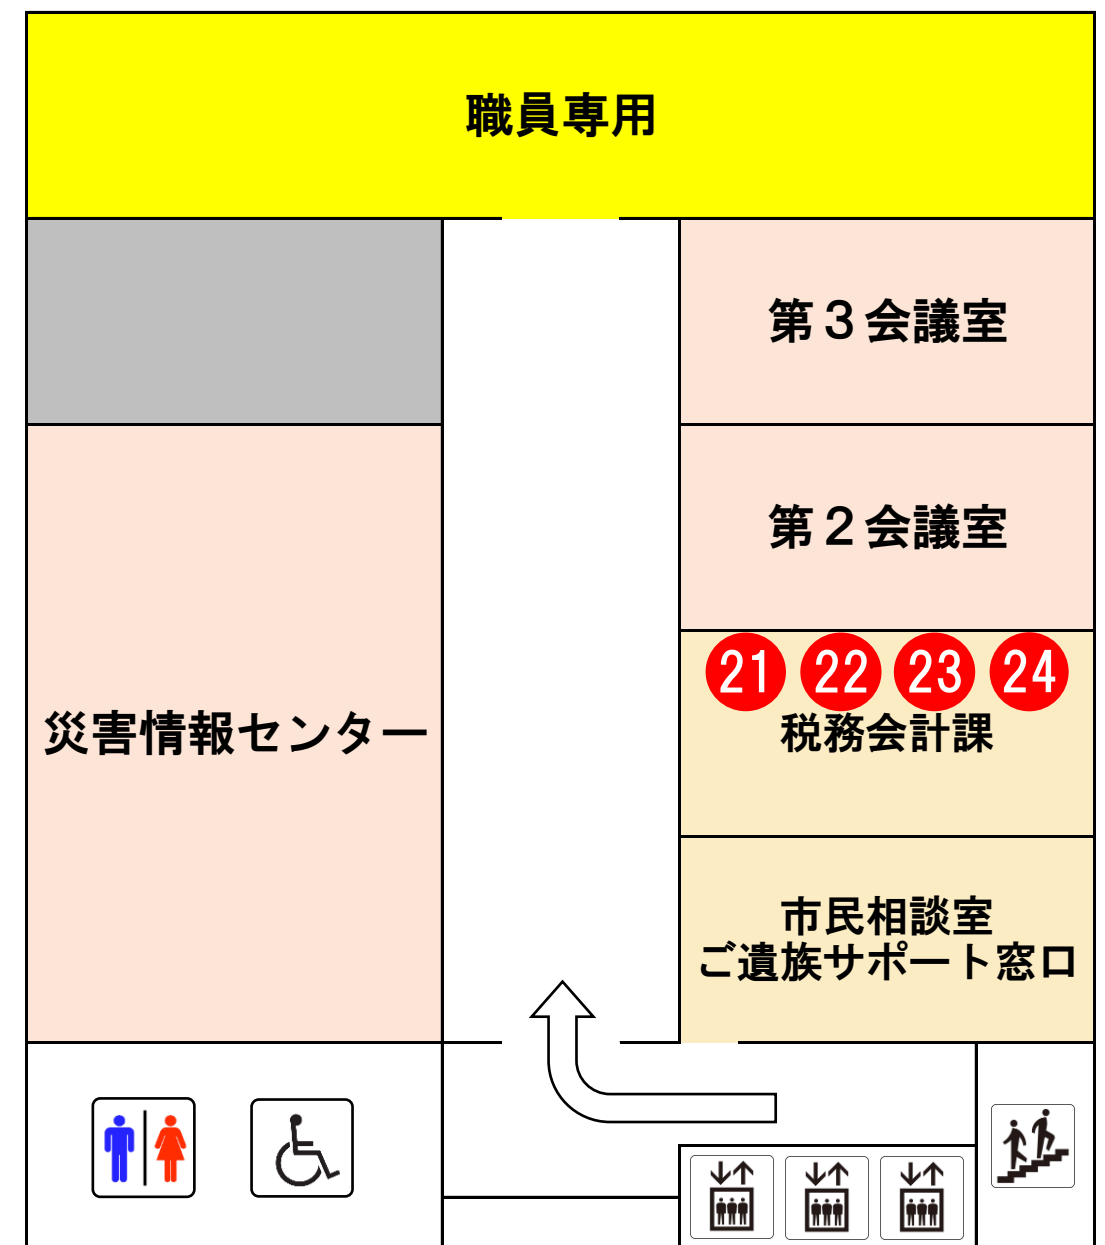 職員専用
第３会議室
第２会議室
21 22 23 24
税務会計課
災害情報センター
市民相談室
ご遺族サポート窓口